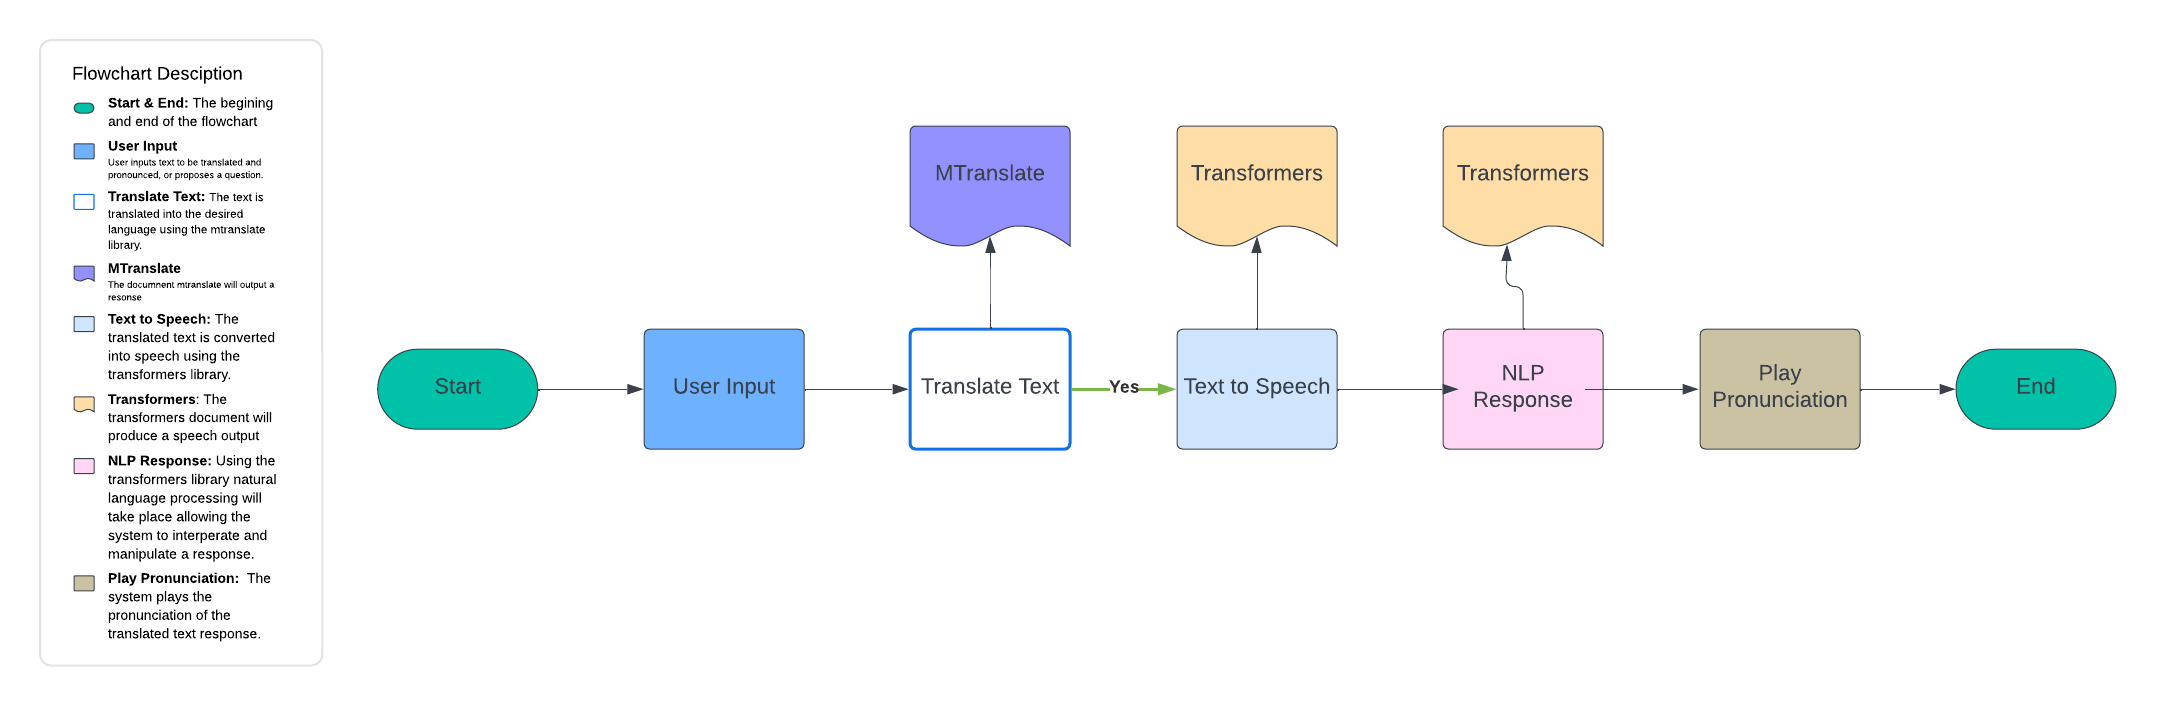 Flowchart Desciption
Start & End: The begining
and end of the flowchart
User Input
User inputs text to be translated and
pronounced, or proposes a question.
Translate Text: The text is
translated into the desired
language using the mtranslate
library.
MTranslate
The documnent mtranslate will output a
resonse
Text to Speech: The
translated text is converted
into speech using the
transformers library.
Transformers: The
transformers document will
produce a speech output
NLP Response: Using the
transformers library natural
language processing will
take place allowing the
system to interperate and
manipulate a response.
Play Pronunciation:  The
system plays the
pronunciation of the
translated text response.
MTranslate
Transformers
Transformers
Start
User Input
Translate Text
Yes
Text to Speech
NLP
Response
Play
Pronunciation
End